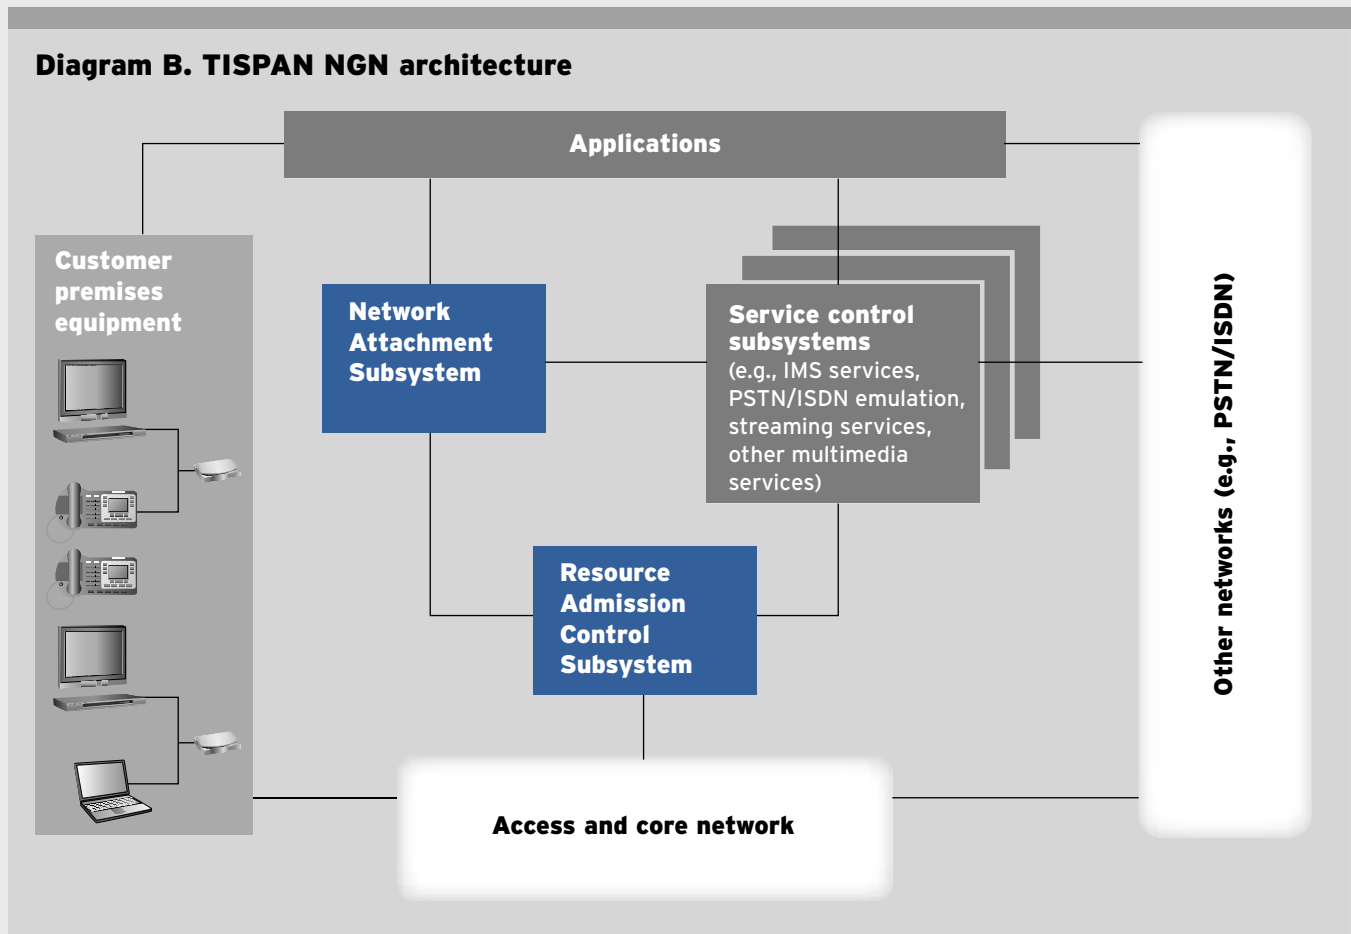 Diagram B. TISPAN NGN architecture
Applications
Customer
premises
equipment
Network
Attachment
Subsystem
Service control
subsystems
(e.g., IMS services,
PSTN/ISDN emulation,
streaming services,
other multimedia
services)
Resource
Admission
Control
Subsystem
Access and core network
Other networks (e.g., PSTN/ISDN)